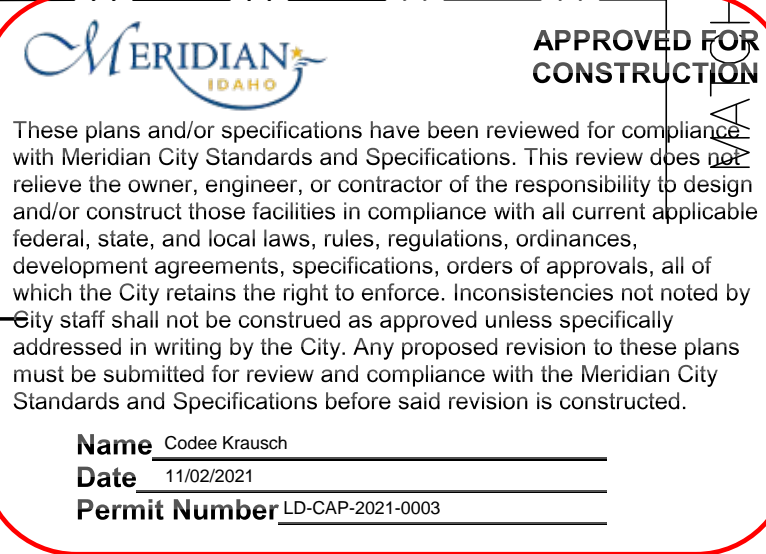 MERIDIAN
IDAHO
APPROVED FOR
CONSTRUCTION
MATCH
These plans and/or specifications have been reviewed for compliance
with Meridian City Standards and Specifications. This review does not
relieve the owner, engineer, or contractor of the responsibility to design
and/or construct those facilities in compliance with all current applicable
federal, state, and local laws, rules, regulations, ordinances,
development agreements, specifications, orders of approvals, all of
which the City retains the right to enforce. Inconsistencies not noted by
City staff shall not be construed as approved unless specifically
addressed in writing by the City. Any proposed revision to these plans
must be submitted for review and compliance with the Meridian City
Standards and Specifications before said revision is constructed.
Name Codee Krausch
Date 11/02/2021
Permit Number LD-CAP-2021-0003